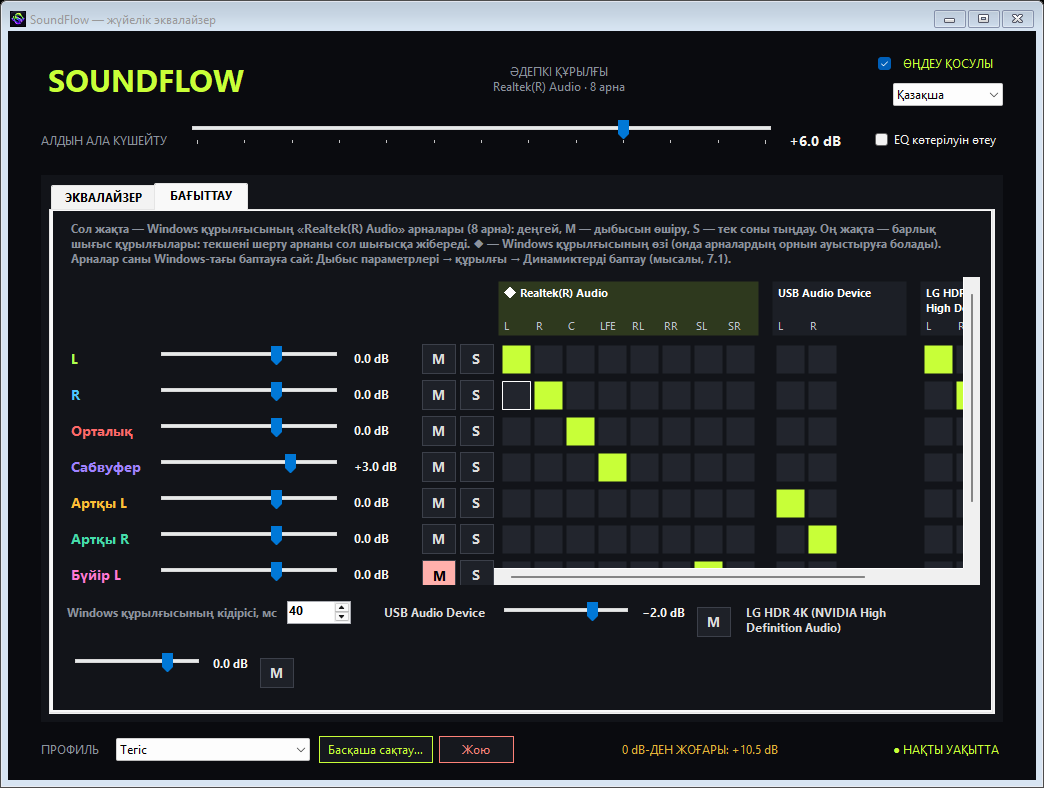 SoundFlow — жүйелік эквалайзер
SOUNDFLOW
ӘДЕПКІ ҚҰРЫЛҒЫ
Realtek(R) Audio · 8 арна
ӨҢДЕУ ҚОСУЛЫ
Қазақша
АЛДЫН АЛА КҮШЕЙТУ
+6.0 dB
EQ көтерілуін өтеу
ЭКВАЛАЙЗЕР
БАҒЫТТАУ
Сол жақта — Windows құрылғысының «Realtek(R) Audio» арналары (8 арна): деңгей, M — дыбысын өшіру, S — тек соны тыңдау. Оң жақта — барлық
шығыс құрылғылары: текшені шерту арнаны сол шығысқа жібереді. ◆ — Windows құрылғысының өзі (онда арналардың орнын ауыстыруға болады).
Арналар саны Windows-тағы баптауға сай: Дыбыс параметрлері → құрылғы → Динамиктерді баптау (мысалы, 7.1).
◆ Realtek(R) Audio
USB Audio Device
LG HDR
High De
L R C LFE RL RR SL SR
L R
L R
L 0.0 dB M S
R 0.0 dB M S
Орталық 0.0 dB M S
Сабвуфер +3.0 dB M S
Артқы L 0.0 dB M S
Артқы R 0.0 dB M S
Бүйір L 0.0 dB M S
Windows құрылғысының кідірісі, мс 40
USB Audio Device −2.0 dB M
LG HDR 4K (NVIDIA High
Definition Audio)
0.0 dB M
ПРОФИЛЬ
Тегіс
Басқаша сақтау...
Жою
0 dB-ДЕН ЖОҒАРЫ: +10.5 dB
● НАҚТЫ УАҚЫТТА